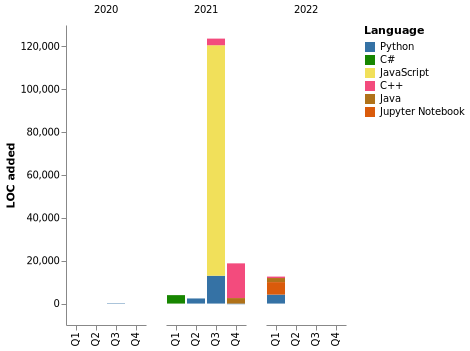 2020 2021 2022
Language
Python
C#
JavaScript
C++
Java
Jupyter Notebook
LOC added
120,000
100,000
80,000
60,000
40,000
20,000
0
Q1 Q2 Q3 Q4 Q1 Q2 Q3 Q4 Q1 Q2 Q3 Q4